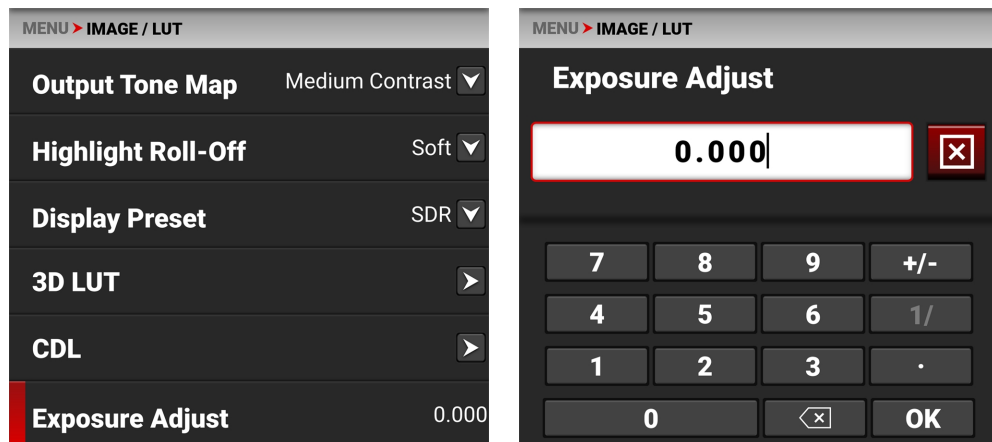 MENU > IMAGE / LUT
Output Tone Map Medium Contrast
Highlight Roll-Off Soft
Display Preset SDR
3D LUT
CDL
Exposure Adjust 0.000
MENU > IMAGE / LUT
Exposure Adjust
0.000
7 8 9 +/-
4 5 6 1/
1 2 3 .
0 OK